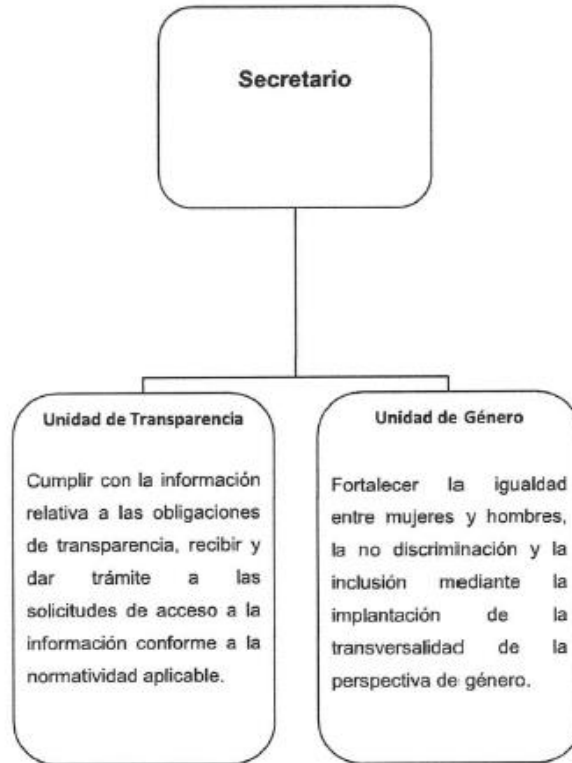 Secretario
Unidad de Transparencia
Cumplir con la información
relativa a las obligaciones
de transparencia, recibir y
dar trámite a las
solicitudes de acceso a la
información conforme a la
normatividad aplicable.
Unidad de Género
Fortalecer la igualdad
entre mujeres y hombres,
la no discriminación y la
inclusión mediante la
implantación de la
transversalidad de la
perspectiva de género.